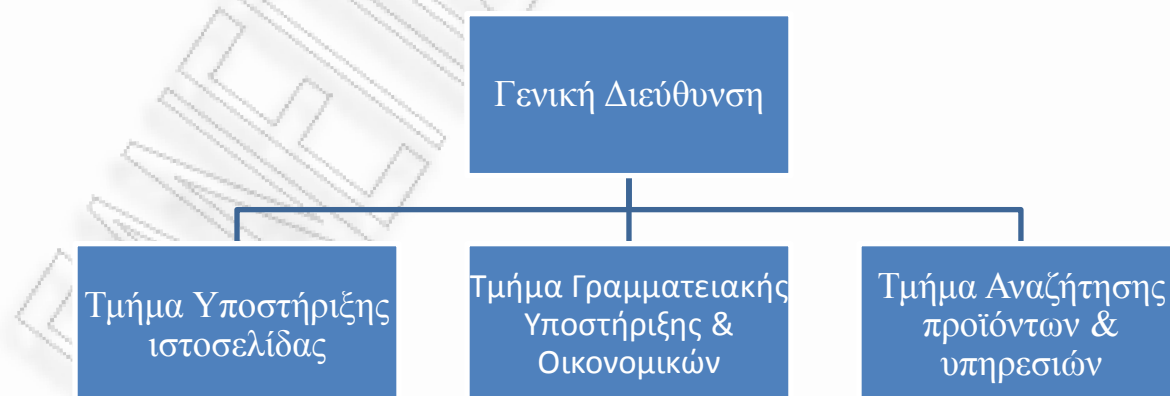 Γενική Διεύθυνση
Τμήμα Υποστήριξης
ιστοσελίδας
Τμήμα Γραμματειακής
Υποστήριξης &
Οικονομικών
Τμήμα Αναζήτησης
προϊόντων &
υπηρεσιών